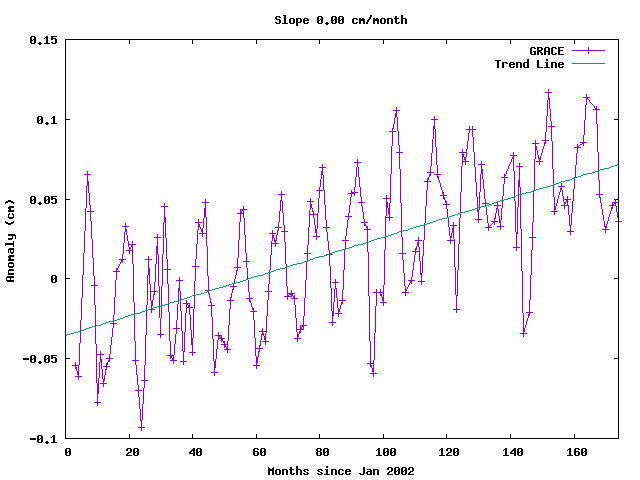 Slope 0.00 cm/month
0.15
GRACE
Trend Line
0.1
0.05
Anomaly (cm)
0
-0.05
-0.1
0 20 40 60 80 100 120 140 160
Months since Jan 2002